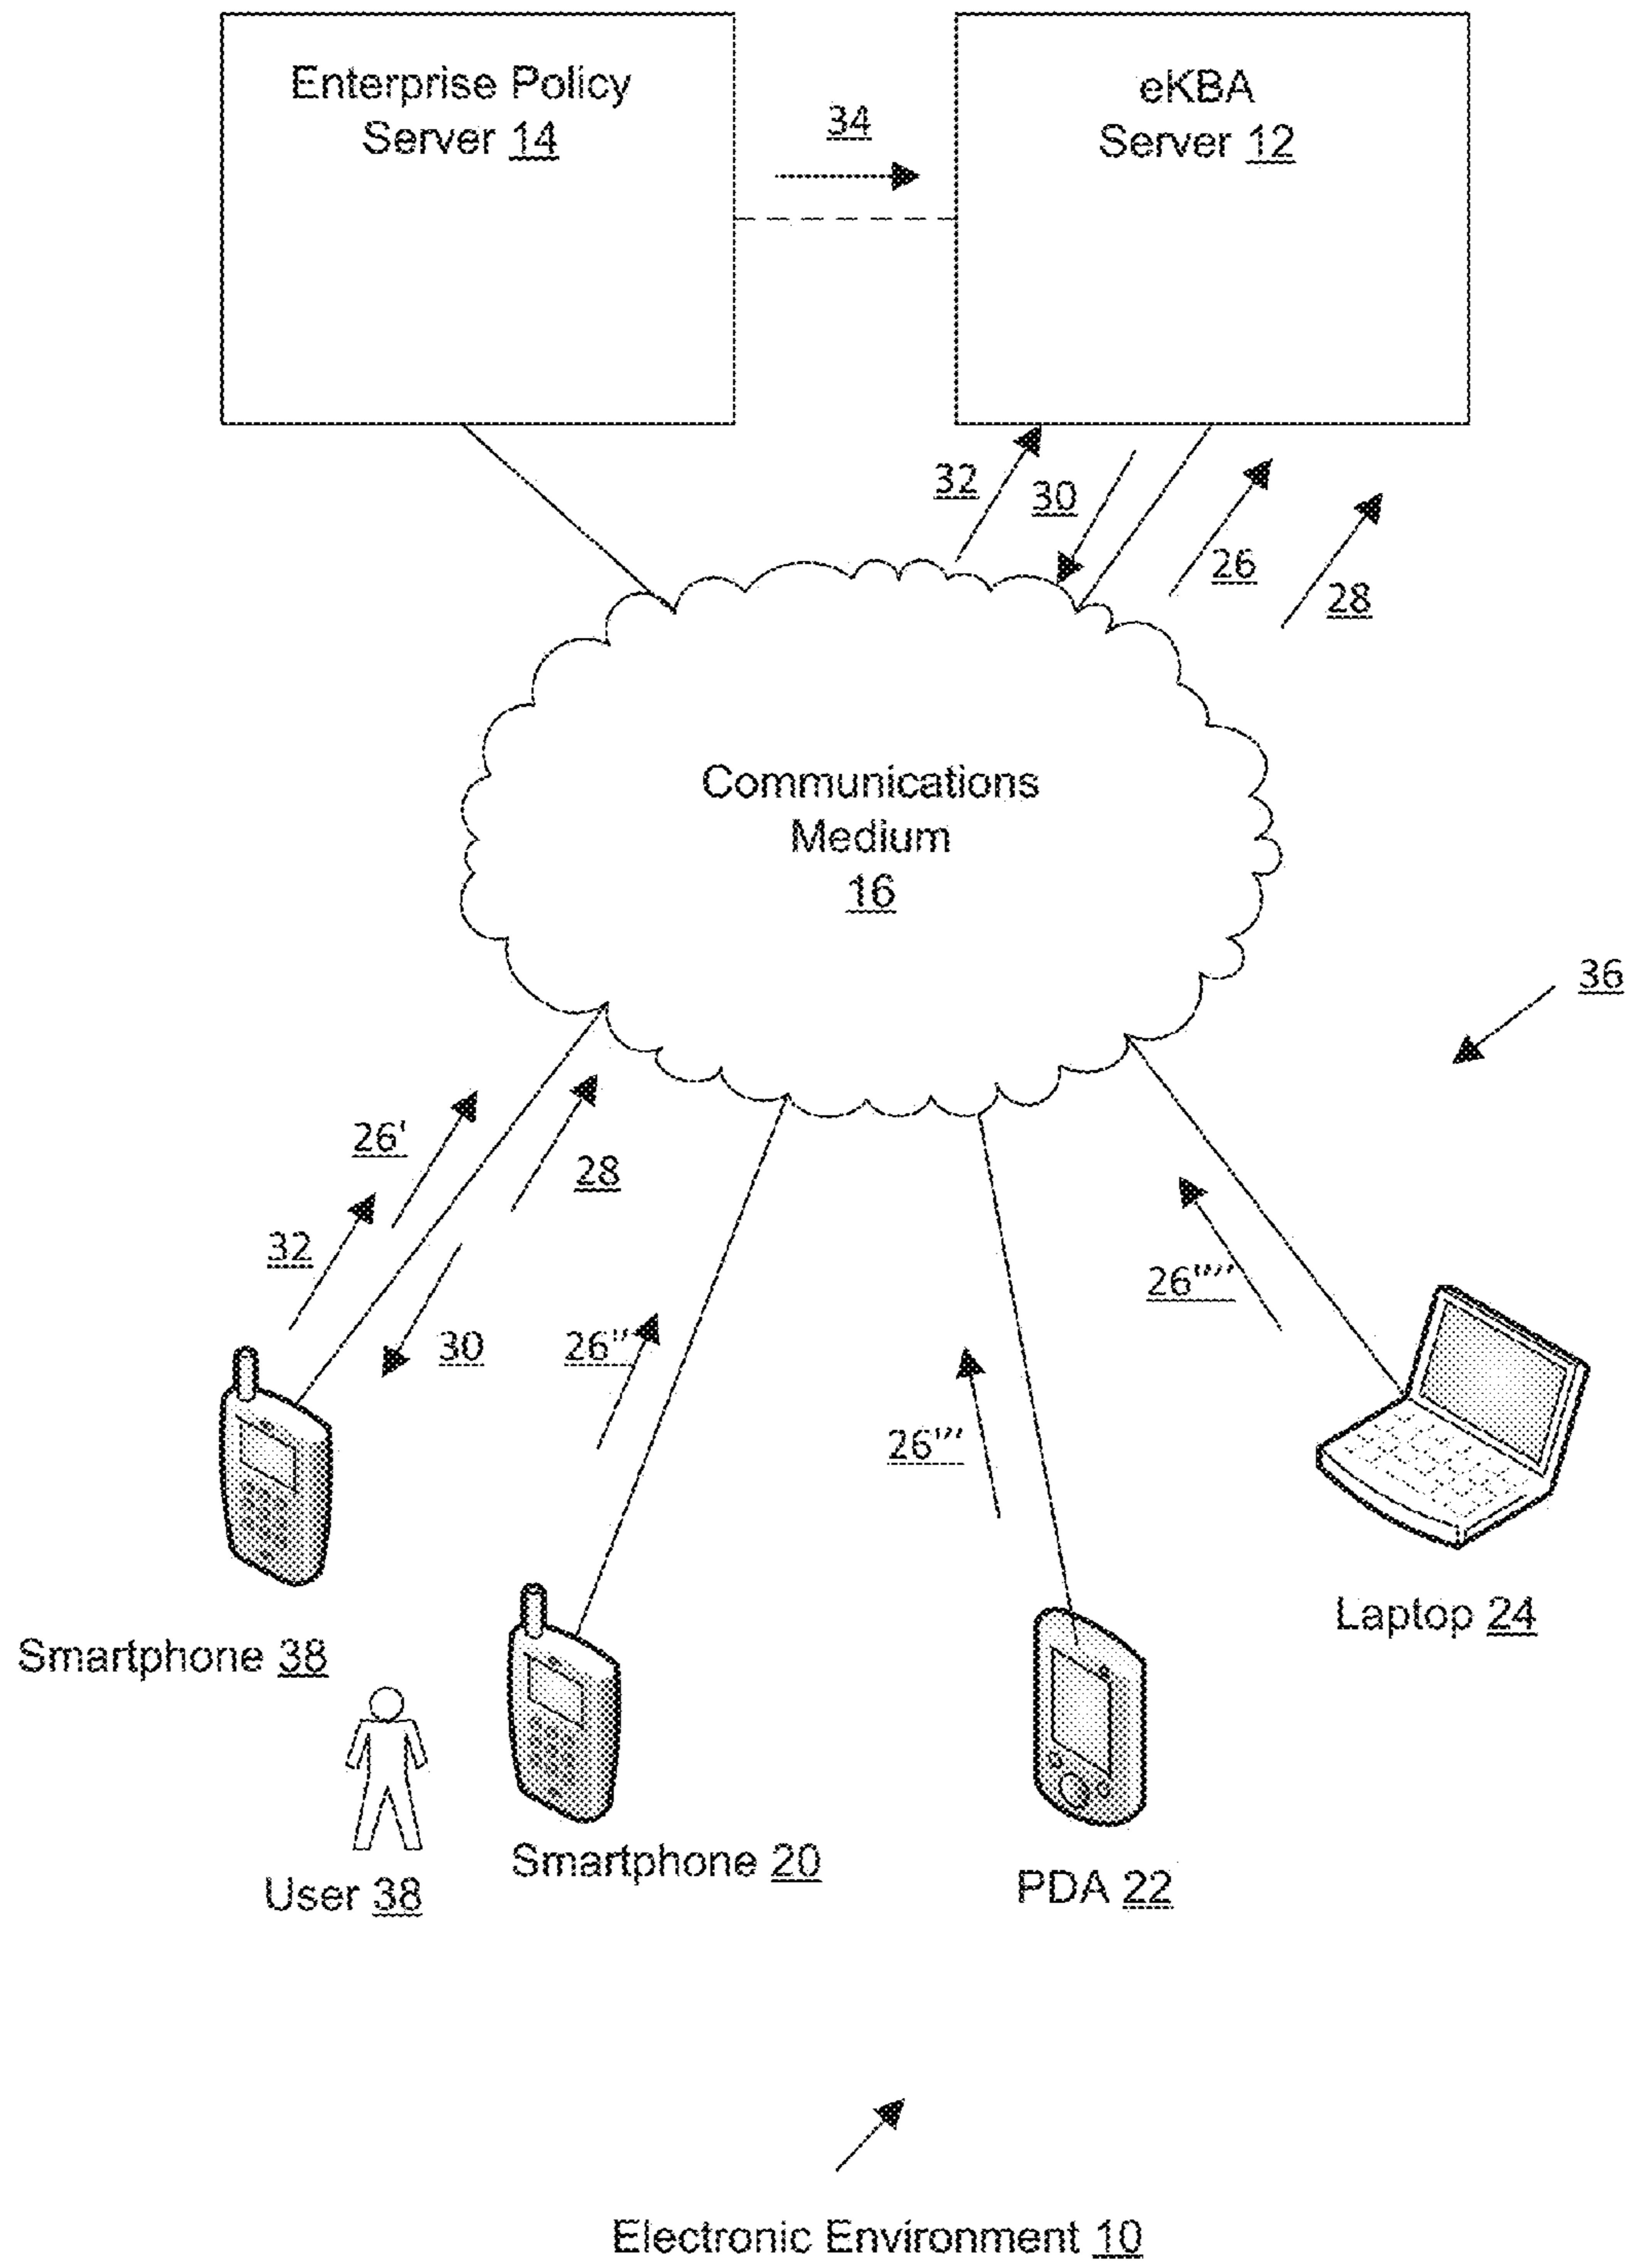 Enterprise Policy
Server 14
34
eKBA
Server 12
32
30
26
28
Communications
Medium
16
36
26'
28
32
30
26''
26'''
26''''
Smartphone 38
User 38
Smartphone 20
PDA 22
Laptop 24
Electronic Environment 10